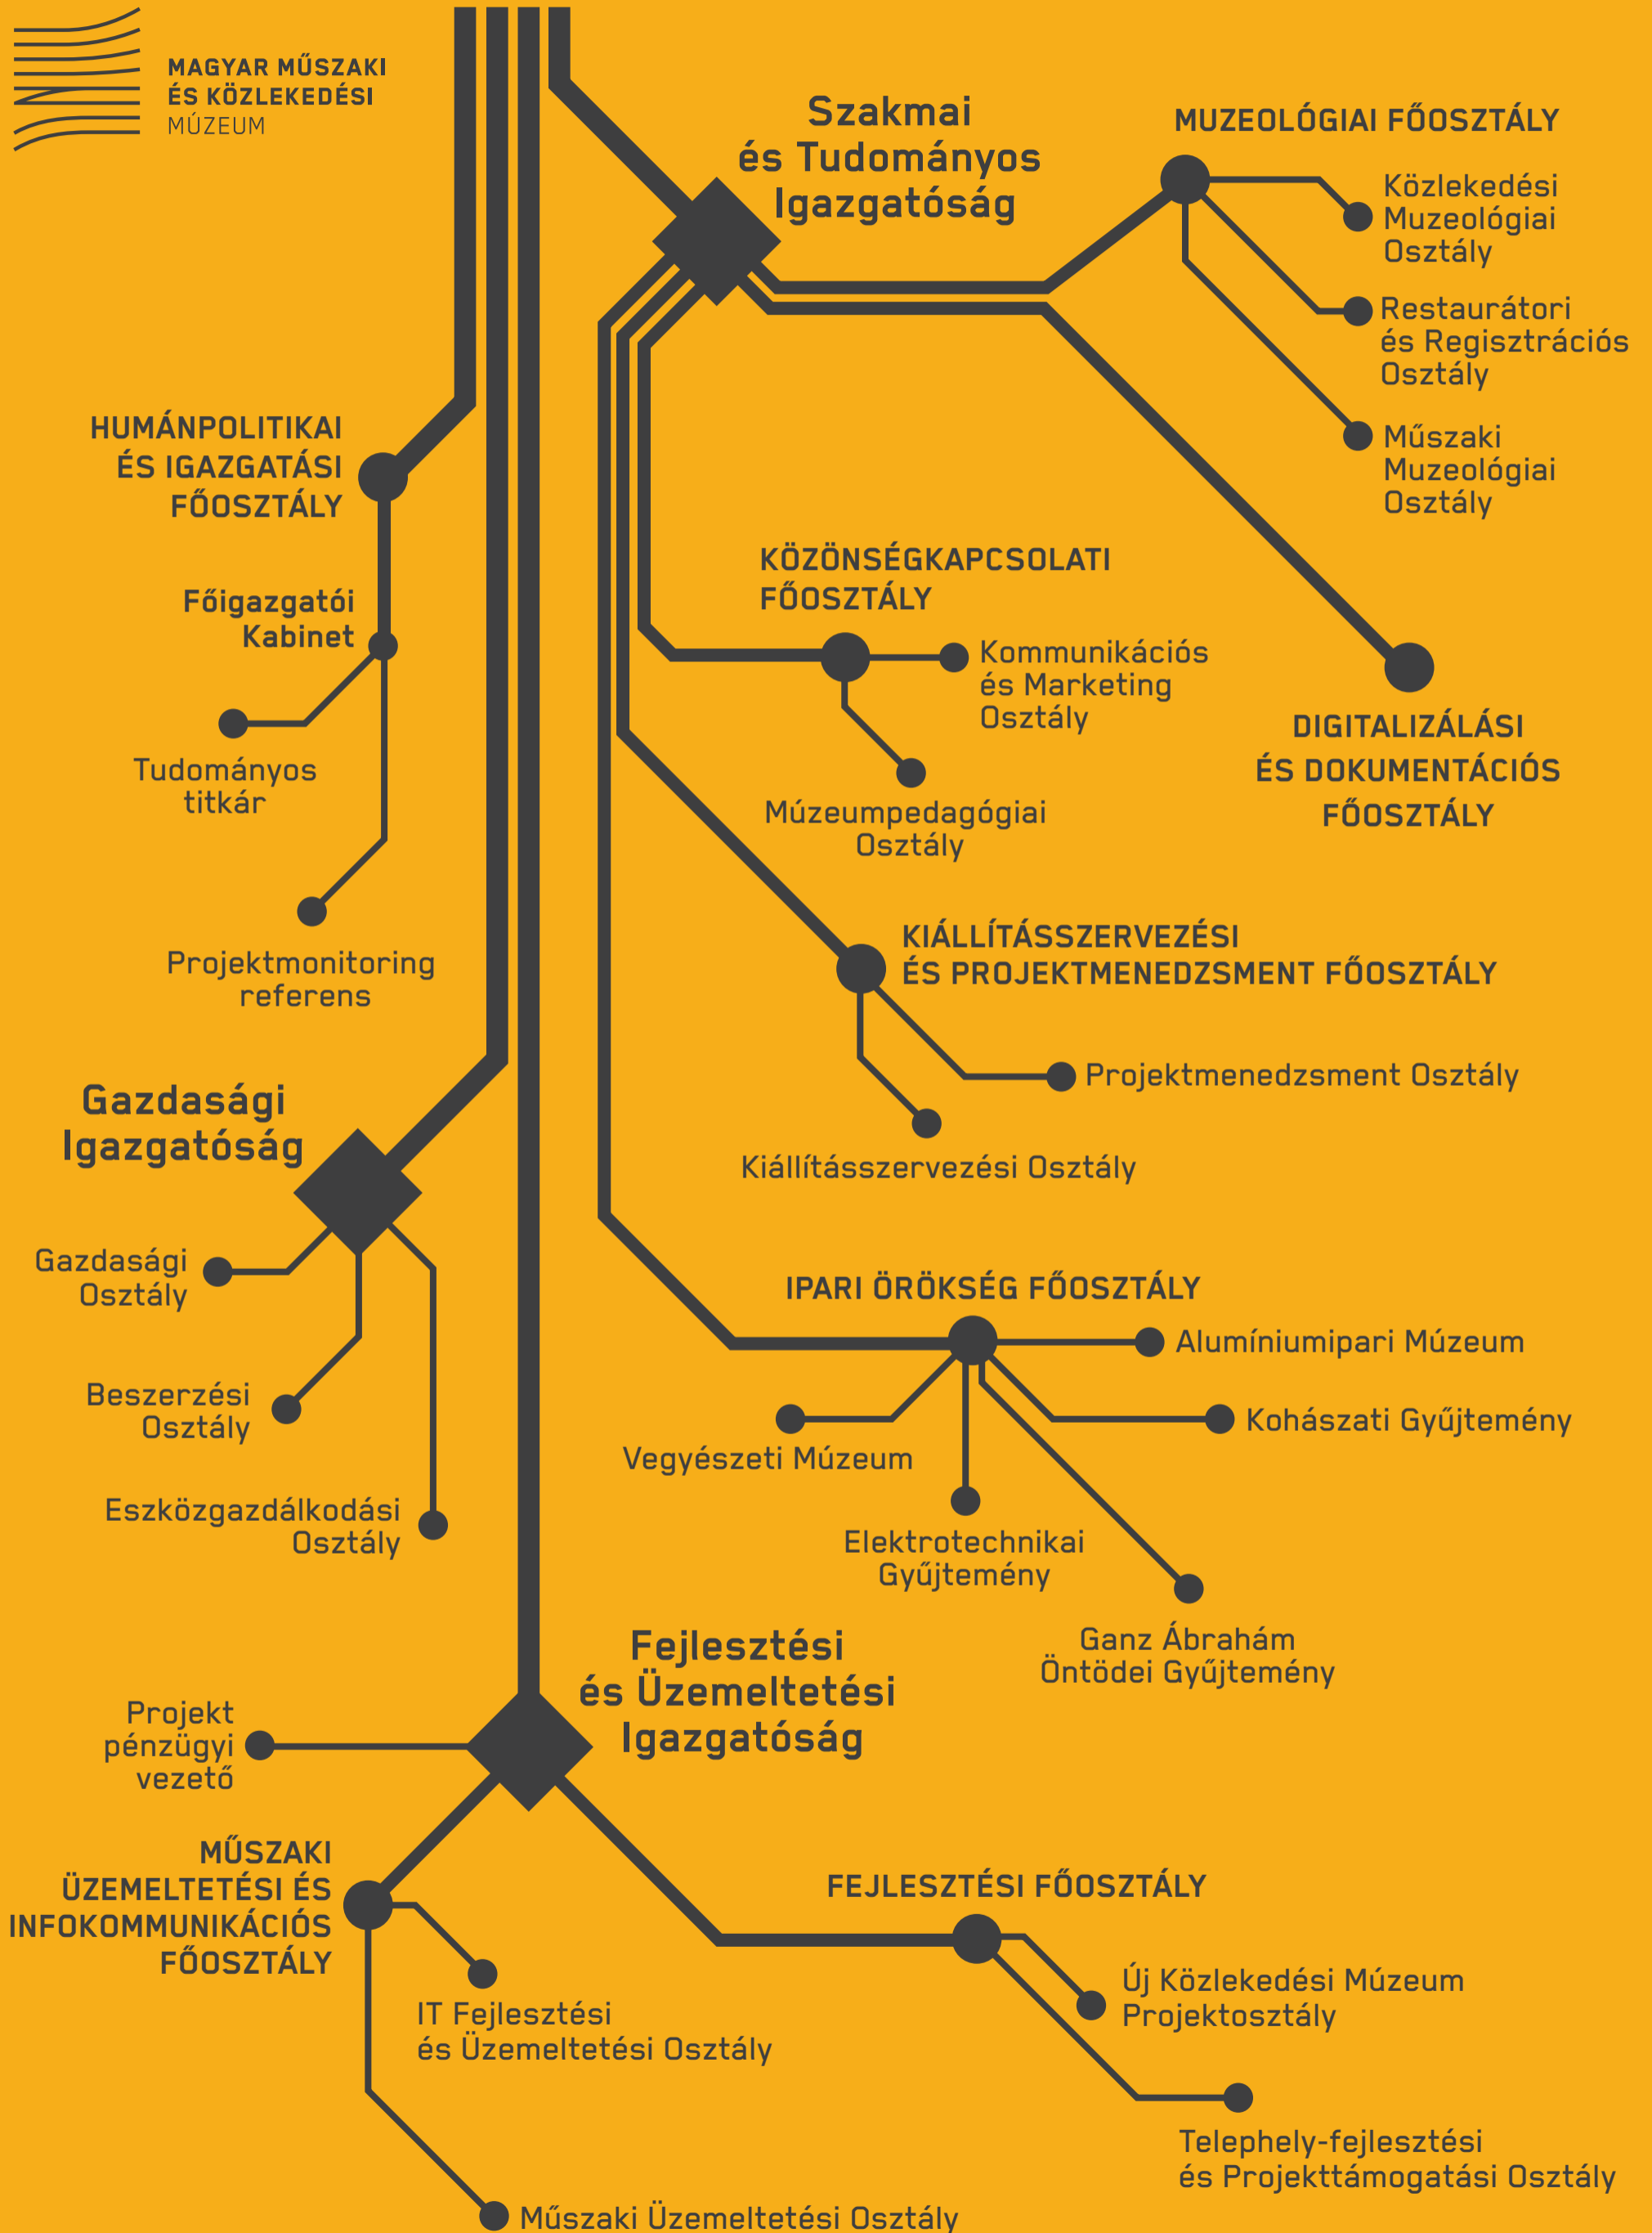 MAGYAR MŰSZAKI
ÉS KÖZLEKEDÉSI
MÚZEUM
Szakmai
és Tudományos
Igazgatóság
MUZEOLÓGIAI FŐOSZTÁLY
Közlekedési
Muzeológiai
Osztály
Restaurátori
és Regisztrációs
Osztály
Műszaki
Muzeológiai
Osztály
HUMÁNPOLITIKAI
ÉS IGAZGATÁSI
FŐOSZTÁLY
Főigazgatói
Kabinet
Tudományos
titkár
Projektmonitoring
referens
KÖZÖNSÉGKAPCSOLATI
FŐOSZTÁLY
Kommunikációs
és Marketing
Osztály
Múzeumpedagógiai
Osztály
DIGITALIZÁLÁSI
ÉS DOKUMENTÁCIÓS
FŐOSZTÁLY
KIÁLLÍTÁSSZERVEZÉSI
ÉS PROJEKTMENEDZSMENT FŐOSZTÁLY
Projektmenedzsment Osztály
Kiállításszervezési Osztály
Gazdasági
Igazgatóság
Gazdasági
Osztály
Beszerzési
Osztály
Eszközgazdálkodási
Osztály
IPARI ÖRÖKSÉG FŐOSZTÁLY
Alumíniumipari Múzeum
Kohászati Gyűjtemény
Vegyészeti Múzeum
Elektrotechnikai
Gyűjtemény
Ganz Ábrahám
Öntödei Gyűjtemény
Fejlesztési
és Üzemeltetési
Igazgatóság
Projekt
pénzügyi
vezető
MŰSZAKI
ÜZEMELTETÉSI ÉS
INFOKOMMUNIKÁCIÓS
FŐOSZTÁLY
IT Fejlesztési
és Üzemeltetési Osztály
Műszaki Üzemeltetési Osztály
FEJLESZTÉSI FŐOSZTÁLY
Új Közlekedési Múzeum
Projektosztály
Telephely-fejlesztési
és Projekttámogatási Osztály